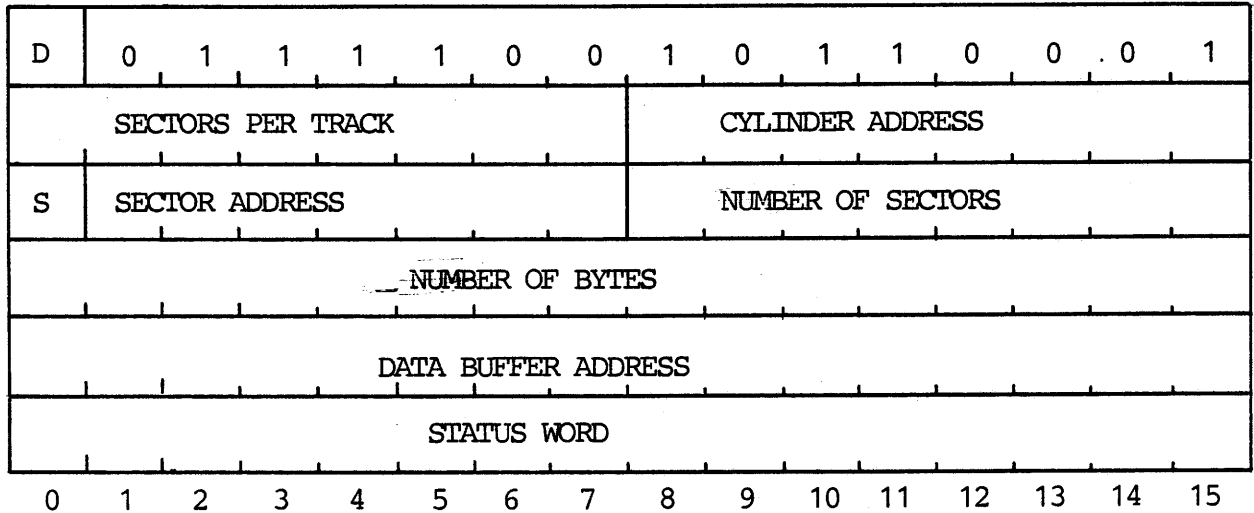 D 0 1 1 1 1 0 0 1 0 1 1 0 0 . 0 1
SECTORS PER TRACK CYLINDER ADDRESS
S SECTOR ADDRESS NUMBER OF SECTORS
NUMBER OF BYTES
DATA BUFFER ADDRESS
STATUS WORD
0 1 2 3 4 5 6 7 8 9 10 11 12 13 14 15